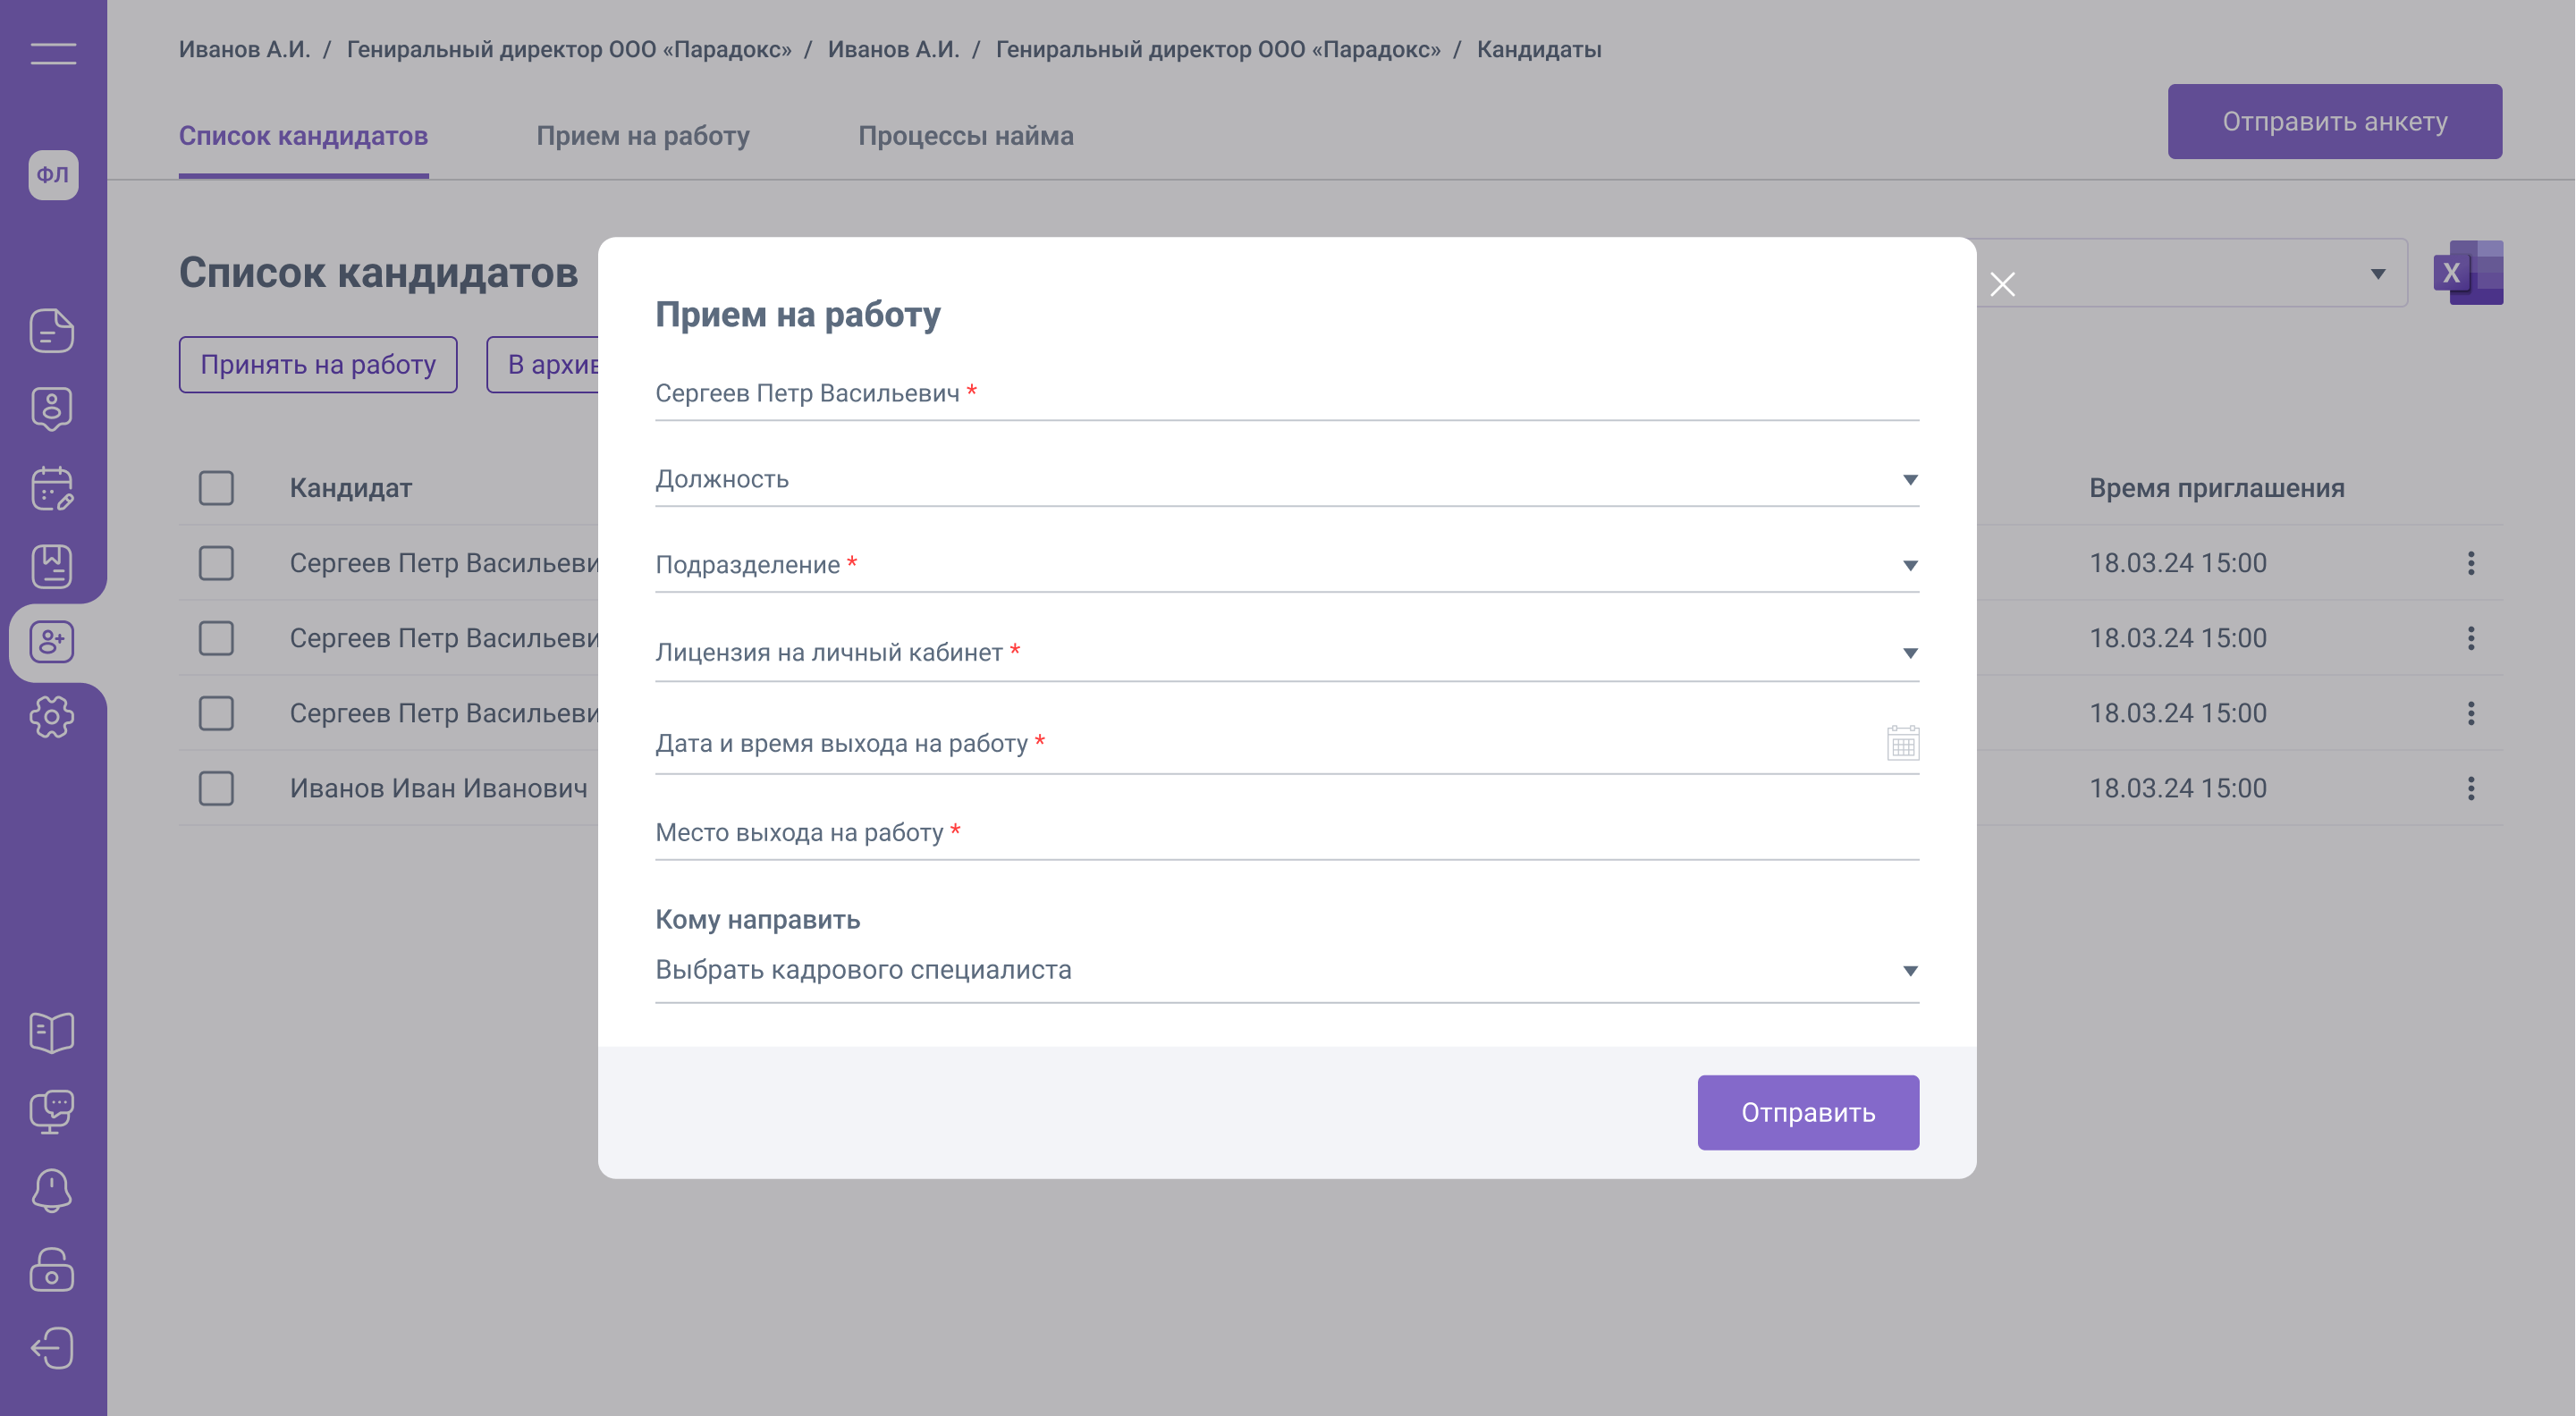 Иванов А.И. / Гениральный директор ООО «Парадокс» / Иванов А.И. / Гениральный директор ООО «Парадокс» / Кандидаты
Список кандидатов
Прием на работу
Процессы найма
Отправить анкету
ФЛ
Список кандидатов
X
Принять на работу
В архив
Кандидат
Время приглашения
Сергеев Петр Васильеви
18.03.24 15:00
Сергеев Петр Васильеви
18.03.24 15:00
Сергеев Петр Васильеви
18.03.24 15:00
Иванов Иван Иванович
18.03.24 15:00
Прием на работу
Сергеев Петр Васильевич *
Должность
Подразделение *
Лицензия на личный кабинет *
Дата и время выхода на работу *
Место выхода на работу *
Кому направить
Выбрать кадрового специалиста
Отправить